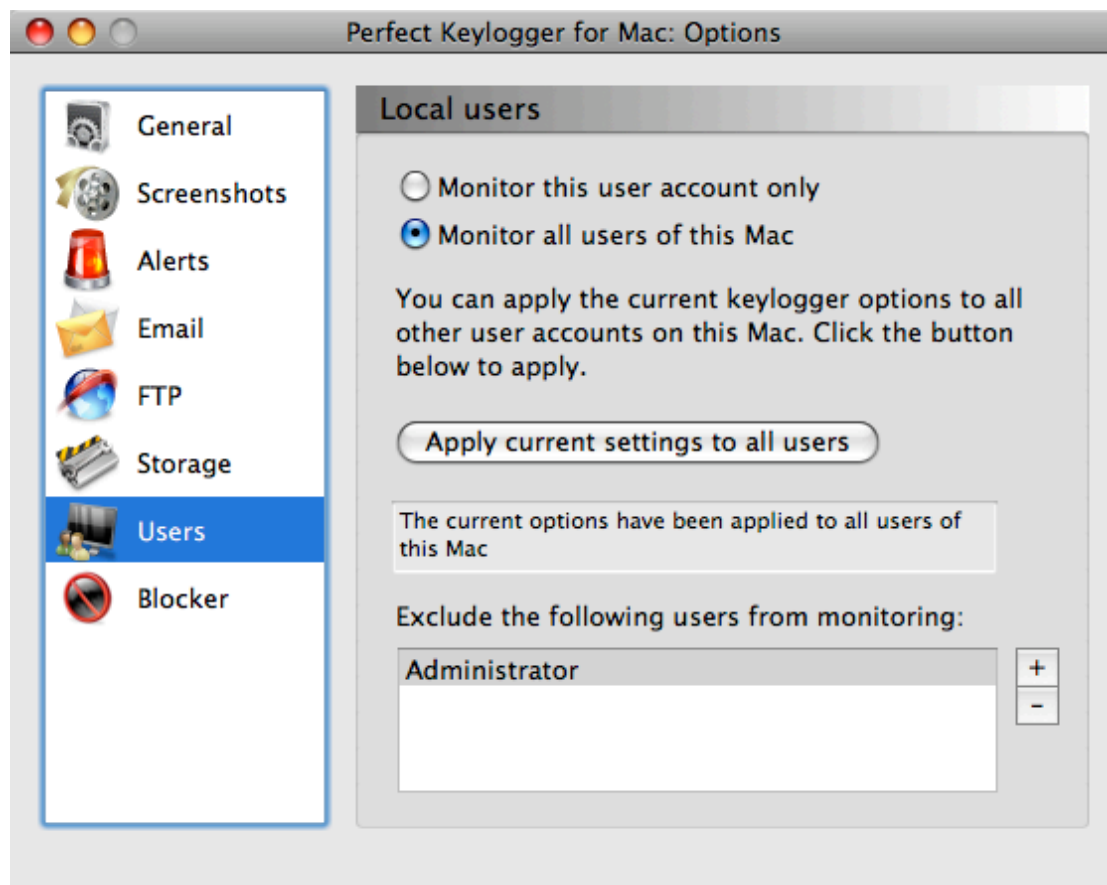 Perfect Keylogger for Mac: Options
General
Screenshots
Alerts
Email
FTP
Storage
Users
Blocker
Local users
Monitor this user account only
Monitor all users of this Mac
You can apply the current keylogger options to all
other user accounts on this Mac. Click the button
below to apply.
Apply current settings to all users
The current options have been applied to all users of
this Mac
Exclude the following users from monitoring:
Administrator
+
-